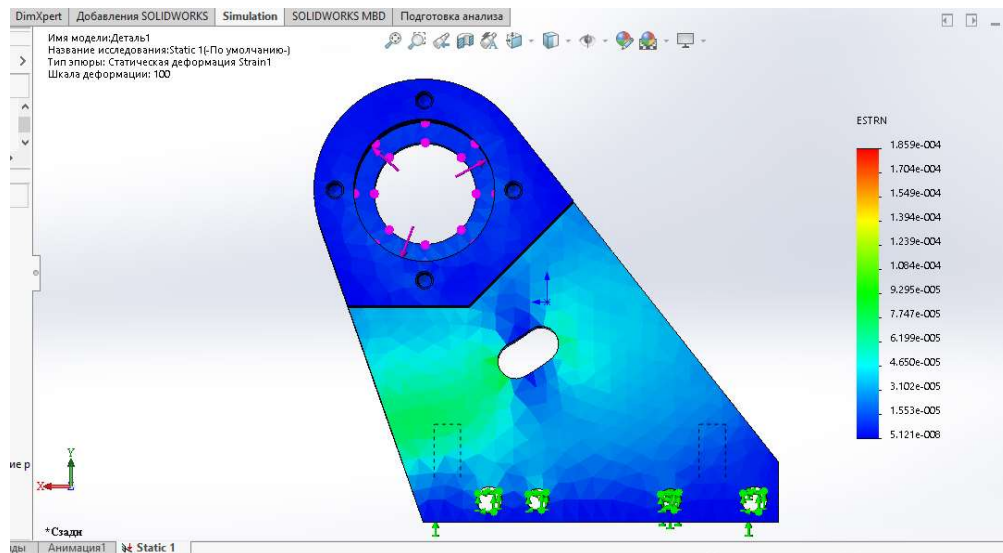 DimXpert Добавления SOLIDWORKS Simulation SOLIDWORKS MBD Подготовка анализа
Имя модели:Деталь1
Название исследования:Static 1(-По умолчанию-)
Тип эпюры: Статическая деформация Strain1
Шкала деформации: 100
ESTRN
1.859e-004
1.704e-004
1.549e-004
1.394e-004
1.239e-004
1.084e-004
9.295e-005
7.747e-005
6.199e-005
4.650e-005
3.102e-005
1.553e-005
5.121e-008
Y
X
*Сзади
Анимация1 Static 1